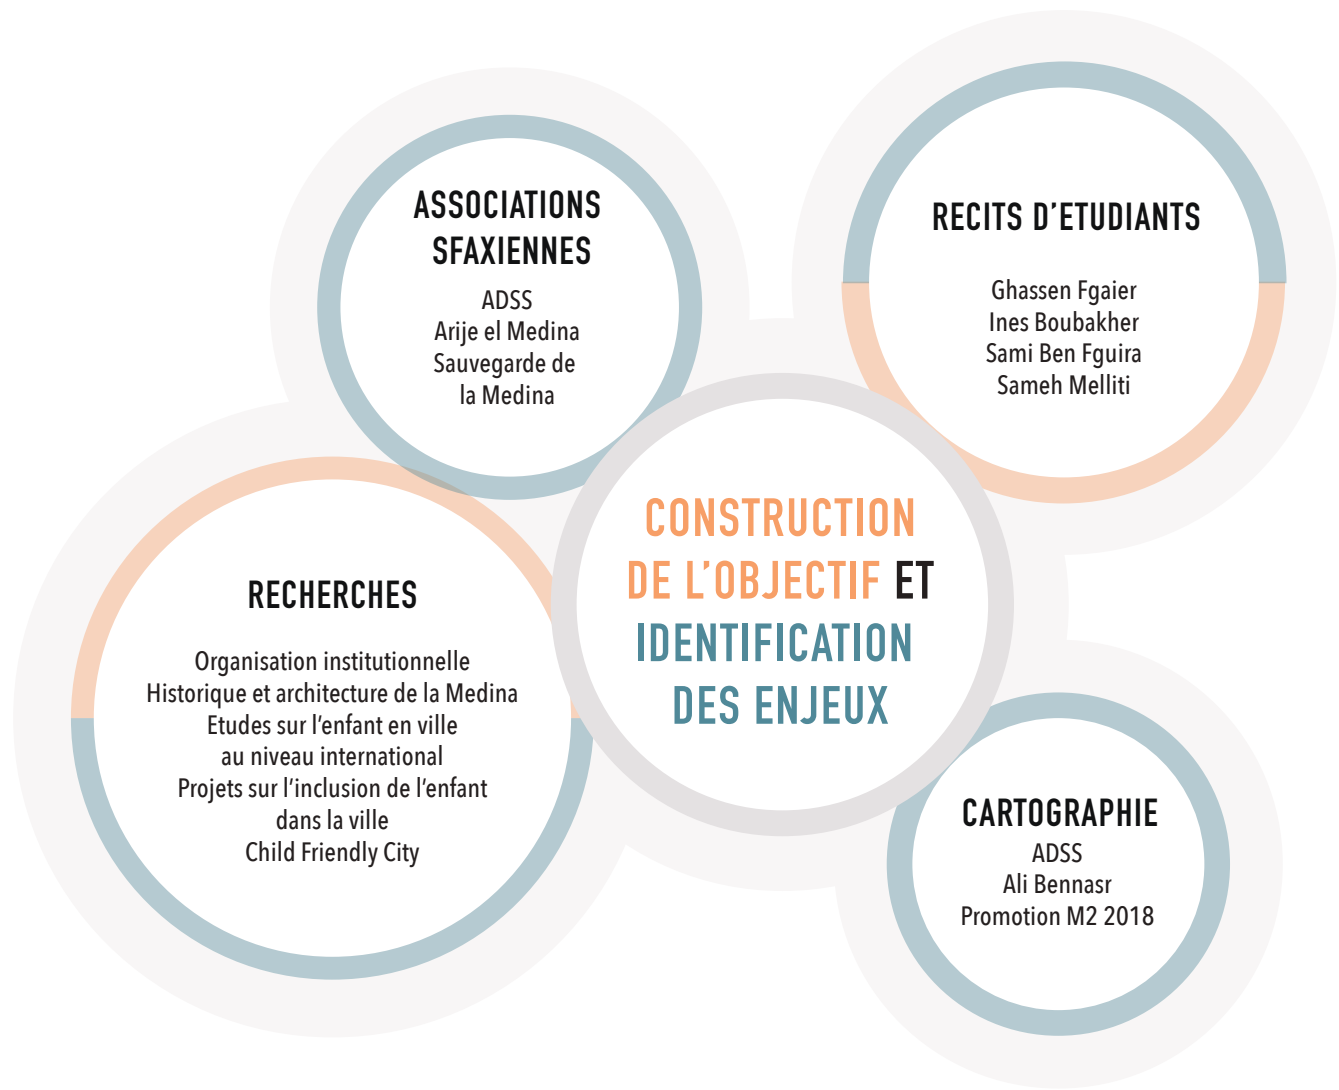 ASSOCIATIONS
SFAXIENNES
ADSS
Arije el Medina
Sauvegarde de
la Medina
RECITS D'ETUDIANTS
Ghassen Fgaier
Ines Boubakher
Sami Ben Fguira
Sameh Melliti
CONSTRUCTION
DE L'OBJECTIF ET
IDENTIFICATION
DES ENJEUX
RECHERCHES
Organisation institutionnelle
Historique et architecture de la Medina
Etudes sur l'enfant en ville
au niveau international
Projets sur l'inclusion de l'enfant
dans la ville
Child Friendly City
CARTOGRAPHIE
ADSS
Ali Bennasr
Promotion M2 2018